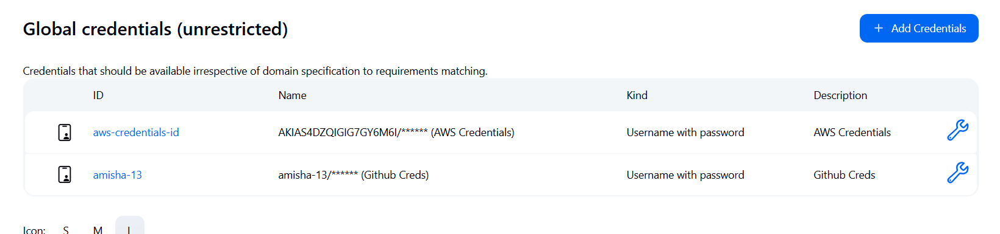 Global credentials (unrestricted)
+ Add Credentials
Credentials that should be available irrespective of domain specification to requirements matching.
ID Name Kind Description
aws-credentials-id AKIAS4DZQIGIG7GY6M6I/****** (AWS Credentials) Username with password AWS Credentials
amisha-13 amisha-13/****** (Github Creds) Username with password Github Creds
Icon: S M L